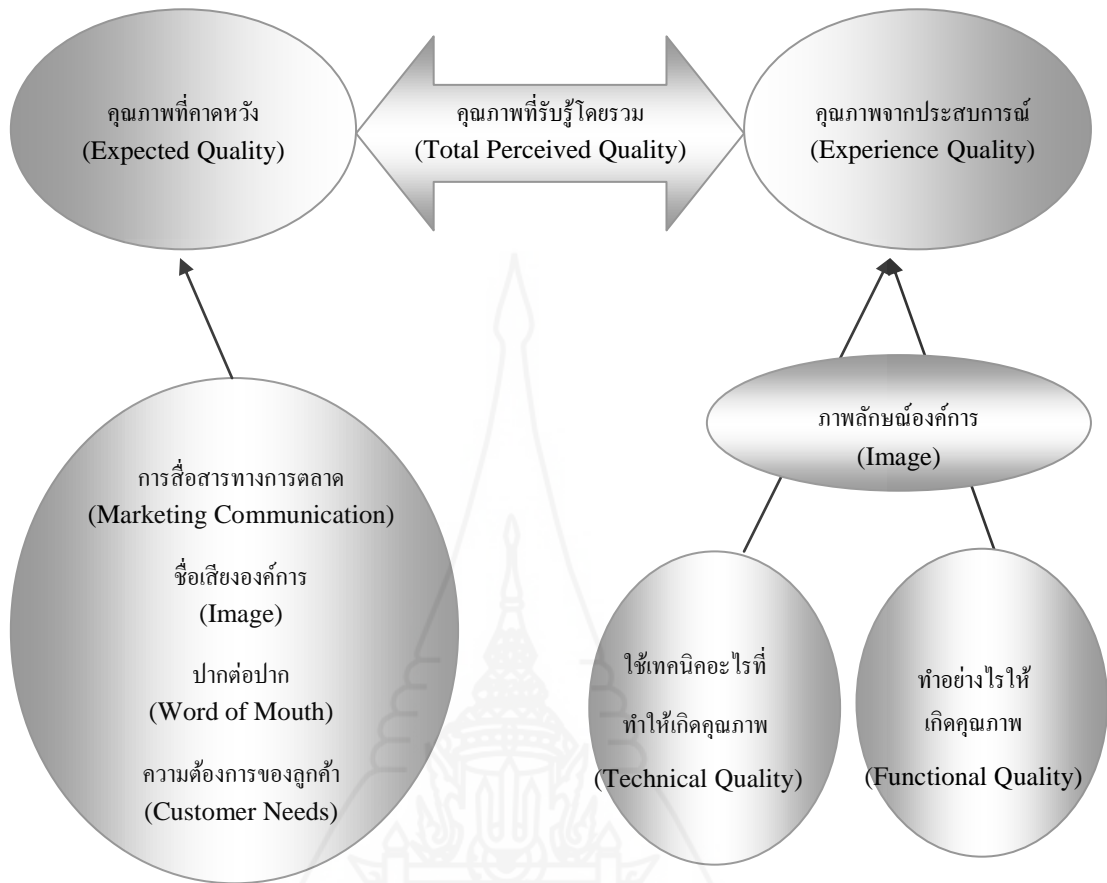 คุณภาพที่คาดหวัง
(Expected Quality)
คุณภาพที่รับรู้โดยรวม
(Total Perceived Quality)
คุณภาพจากประสบการณ์
(Experience Quality)
การสื่อสารทางการตลาด
(Marketing Communication)
ชื่อเสียงองค์การ
(Image)
ปากต่อปาก
(Word of Mouth)
ความต้องการของลูกค้า
(Customer Needs)
ภาพลักษณ์องค์การ
(Image)
ใช้เทคนิคอะไรที่
ทำให้เกิดคุณภาพ
(Technical Quality)
ทำอย่างไรให้
เกิดคุณภาพ
(Functional Quality)